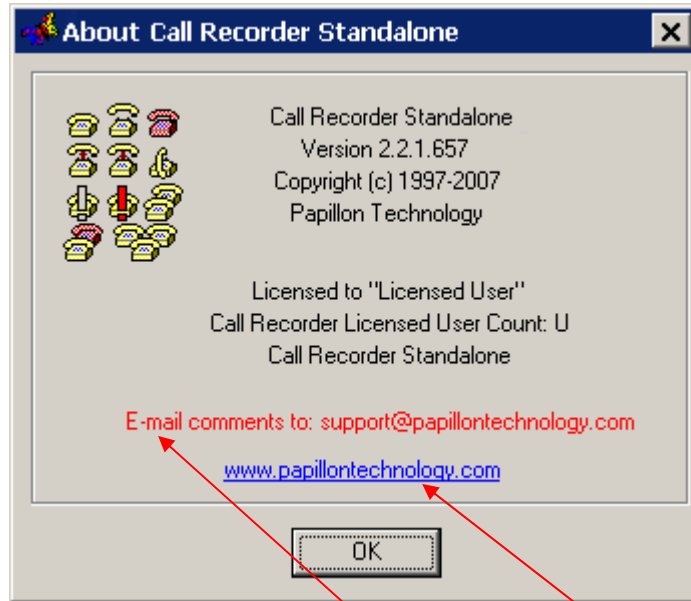 About Call Recorder Standalone
Call Recorder Standalone
Version 2.2.1.657
Copyright (c) 1997-2007
Papillon Technology
Licensed to "Licensed User"
Call Recorder Licensed User Count: U
Call Recorder Standalone
E-mail comments to: support@papillontechnology.com
www.papillontechnology.com
OK